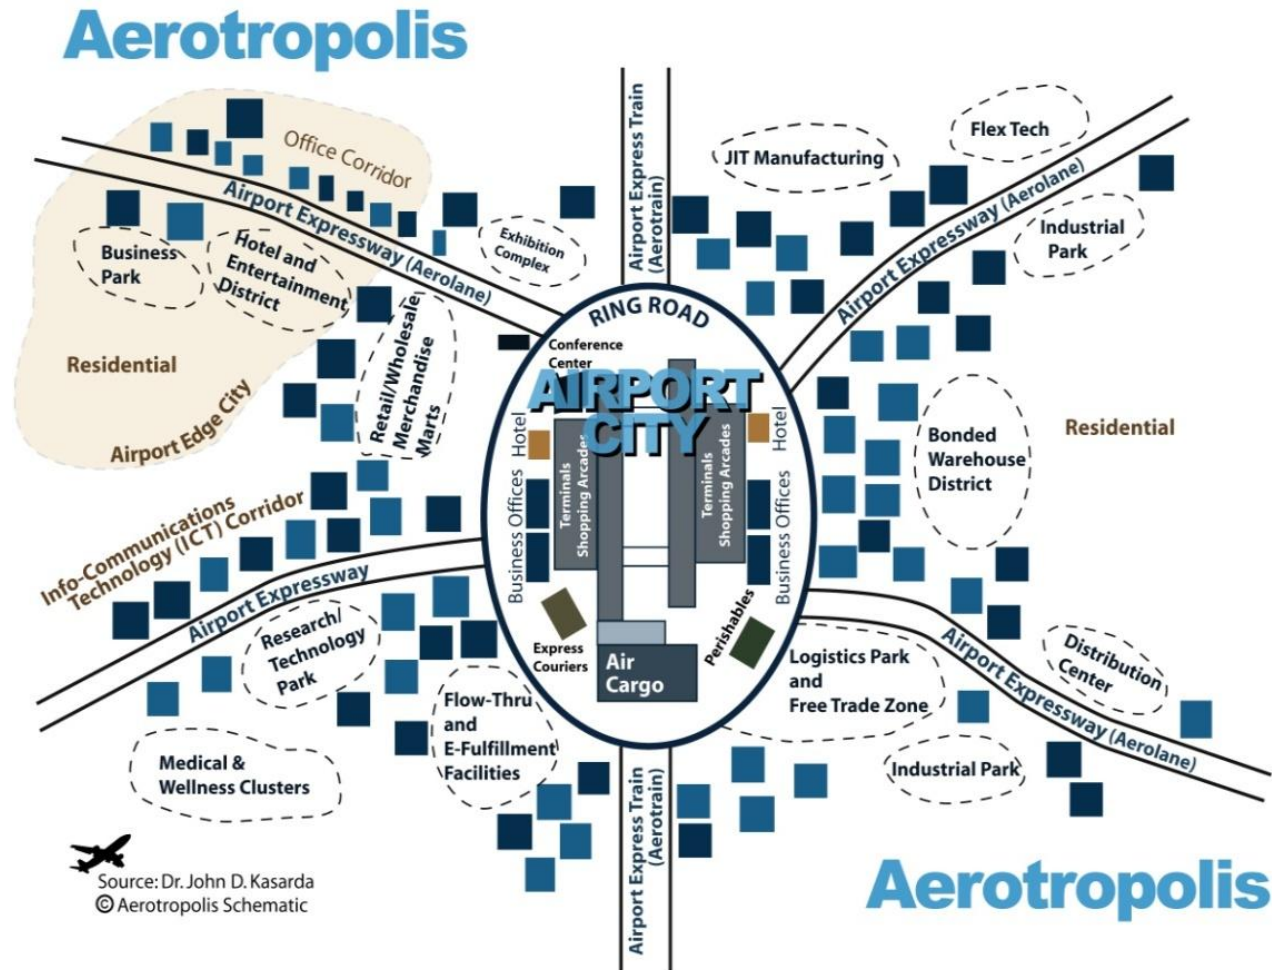 Aerotropolis
Office Corridor
Airport Expressway (Aerolane)
Business
Park
Hotel and
Entertainment
District
Residential
Airport Edge City
Exhibition
Complex
Retail/Wholesale
Merchandise
Marts
Airport Express Train
(Aerotrain)
JIT Manufacturing
Flex Tech
Airport Expressway (Aerolane)
Industrial
Park
RING ROAD
Conference
Center
AIRPORT
CITY
Hotel
Hotel
Terminals
Shopping Arcades
Terminals
Shopping Arcades
Business Offices
Business Offices
Express
Couriers
Perishables
Air
Cargo
Bonded
Warehouse
District
Residential
Info-Communications
Technology (ICT) Corridor
Airport Expressway
Research/
Technology
Park
Medical &
Wellness Clusters
Flow-Thru
and
E-Fulfillment
Facilities
Logistics Park
and
Free Trade Zone
Airport Expressway (Aerolane)
Distribution
Center
Industrial Park
Airport Express Train
(Aerotrain)
Source: Dr. John D. Kasarda
© Aerotropolis Schematic
Aerotropolis